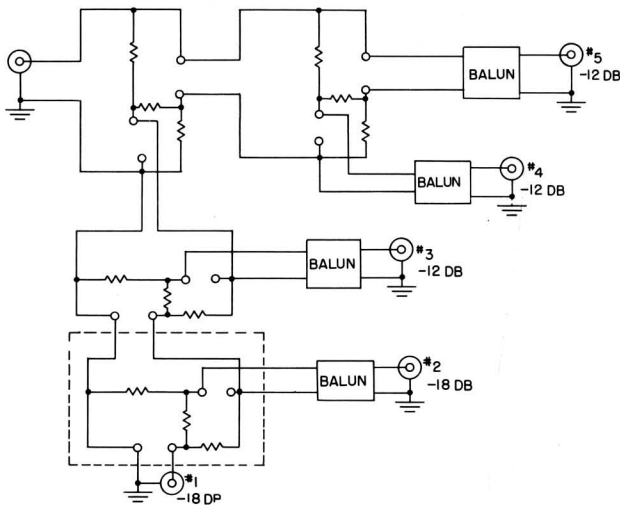 #5
BALUN
-12 DB
#4
BALUN
-12 DB
#3
BALUN
-12 DB
#2
BALUN
-18 DB
#1
-18 DP